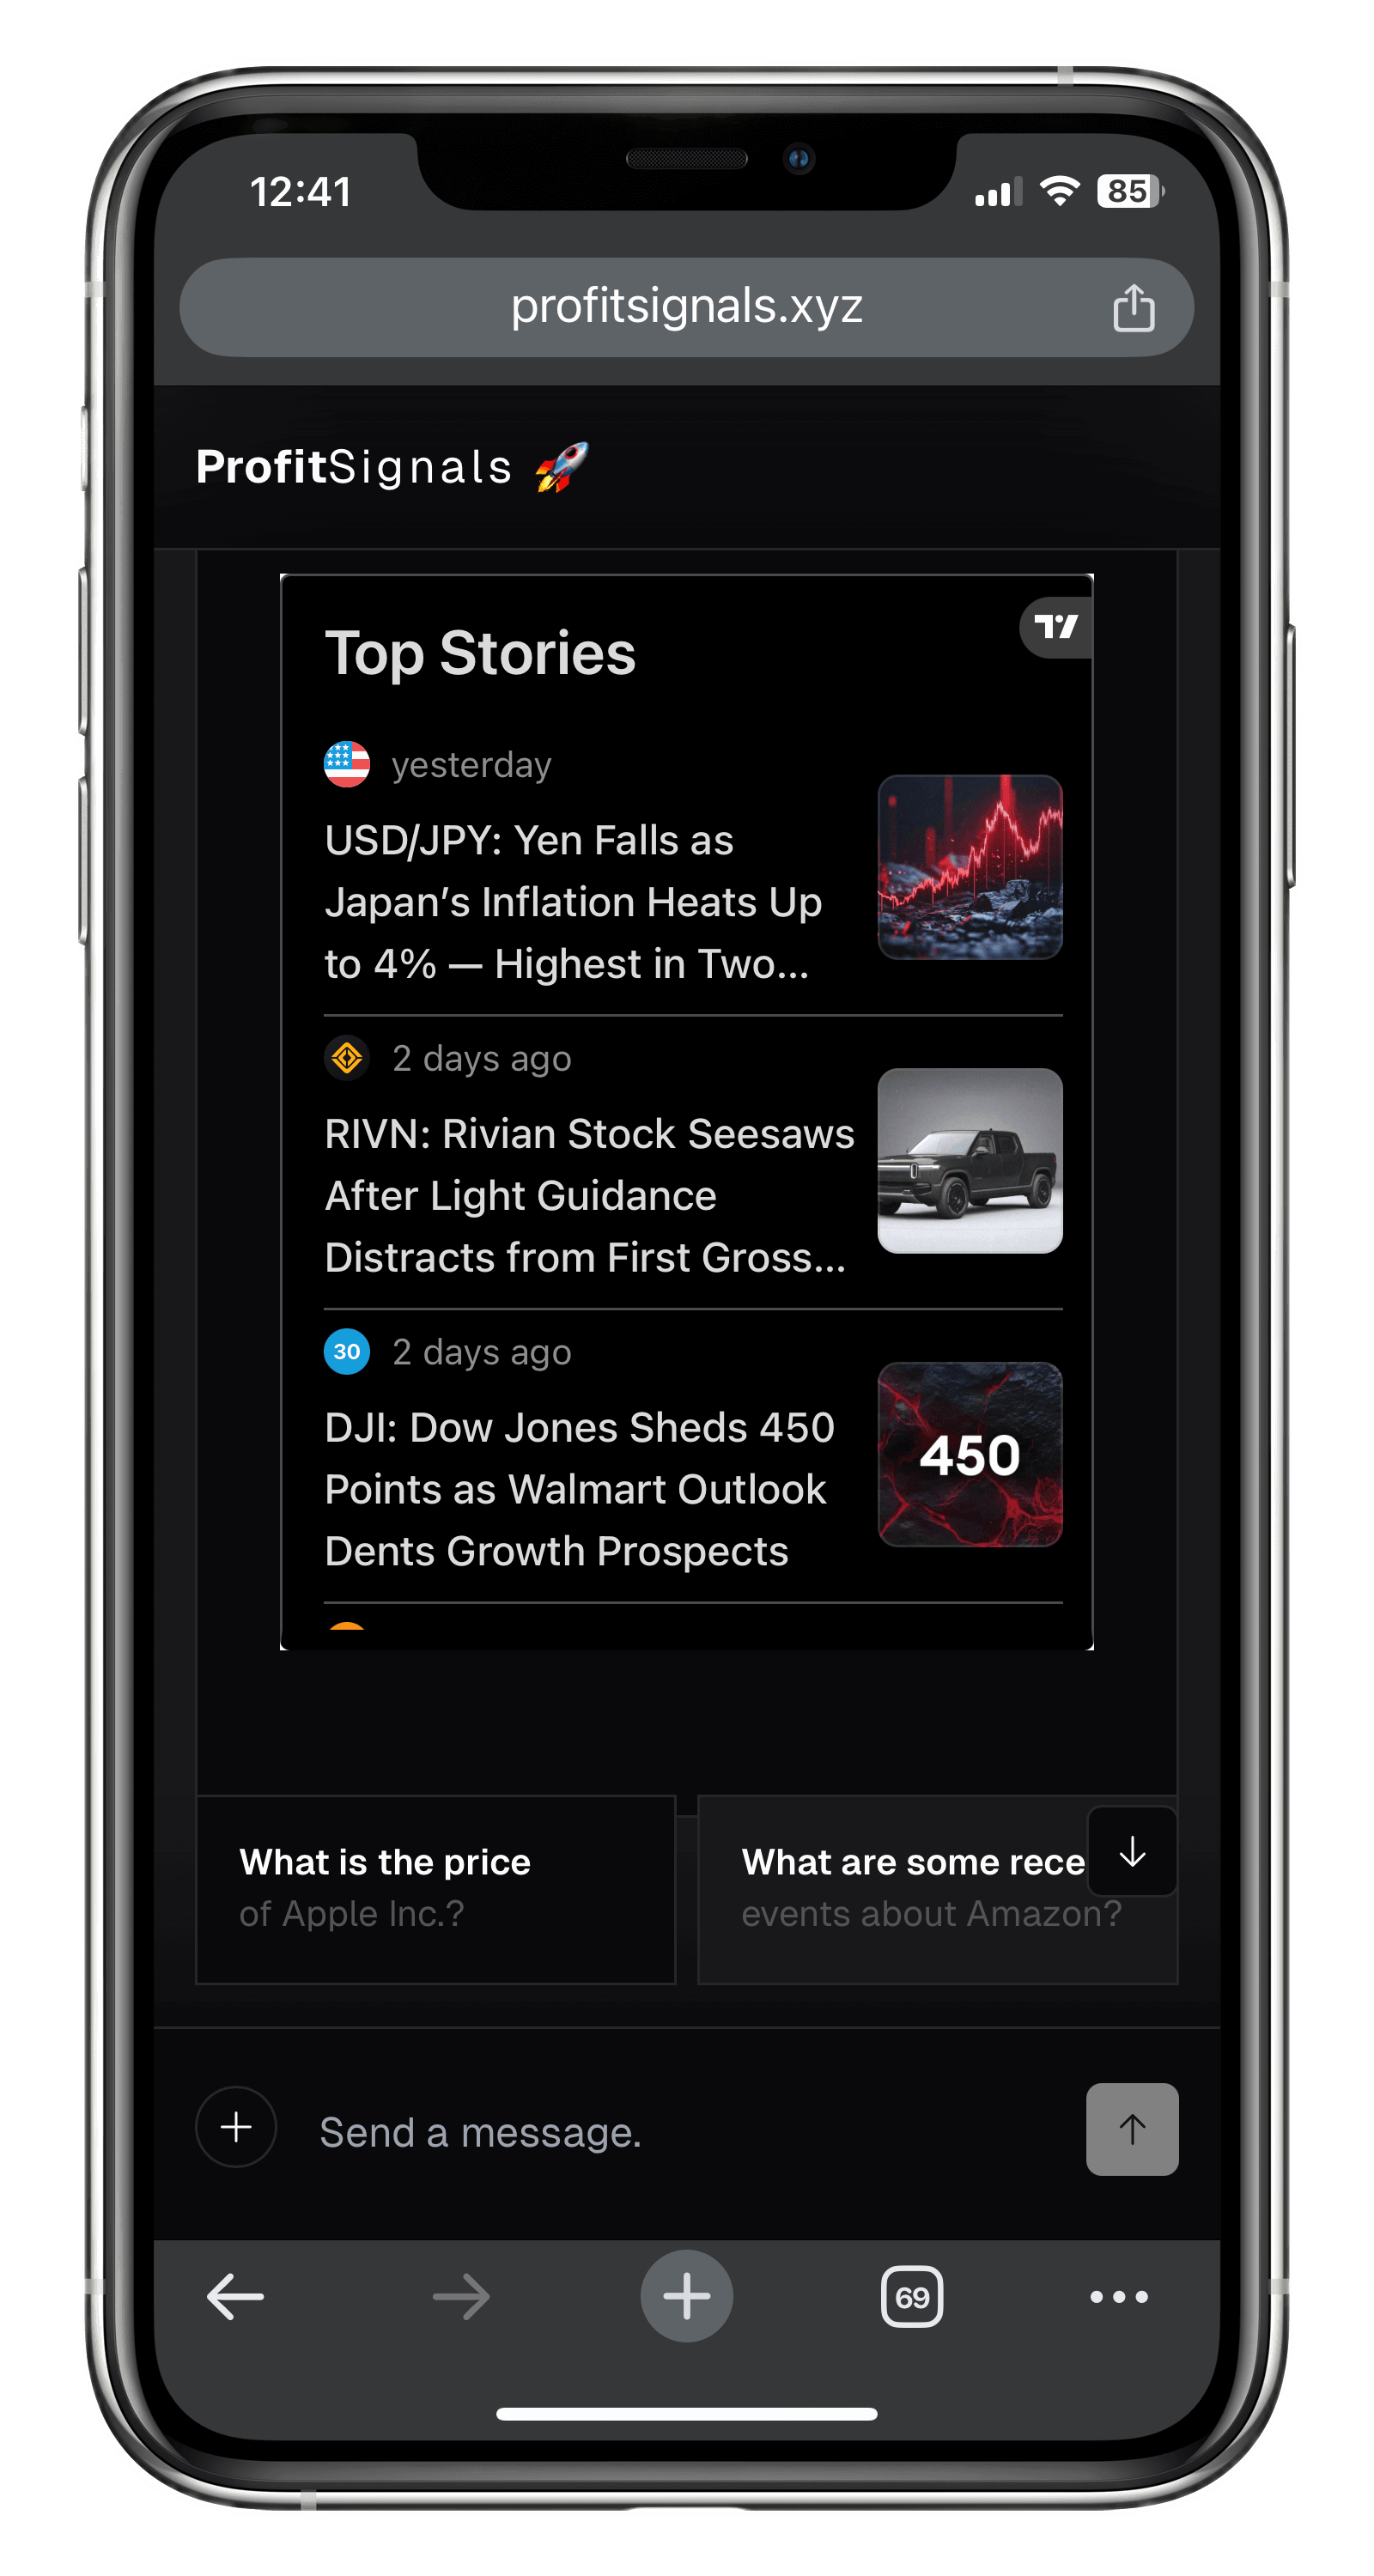 12:41
85
profitsignals.xyz
ProfitSignals 🚀
Top Stories
yesterday
USD/JPY: Yen Falls as
Japan’s Inflation Heats Up
to 4% — Highest in Two...
2 days ago
RIVN: Rivian Stock Seesaws
After Light Guidance
Distracts from First Gross...
30
2 days ago
DJI: Dow Jones Sheds 450
Points as Walmart Outlook
Dents Growth Prospects
450
What is the price
of Apple Inc.?
What are some rece
events about Amazon?
Send a message.
69